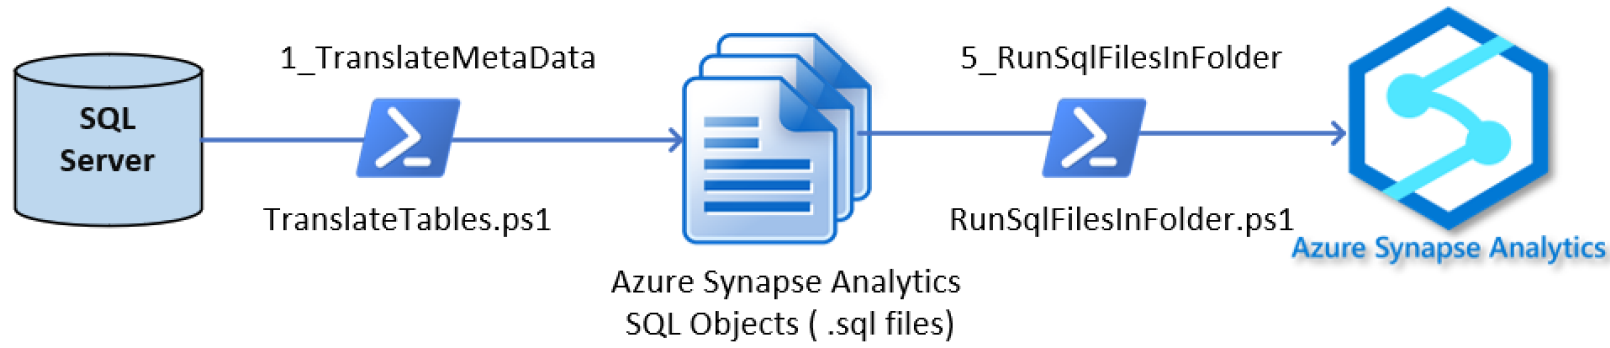 SQL
Server
1_TranslateMetaData
TranslateTables.ps1
Azure Synapse Analytics
SQL Objects ( .sql files)
5_RunSqlFilesInFolder
RunSqlFilesInFolder.ps1
Azure Synapse Analytics